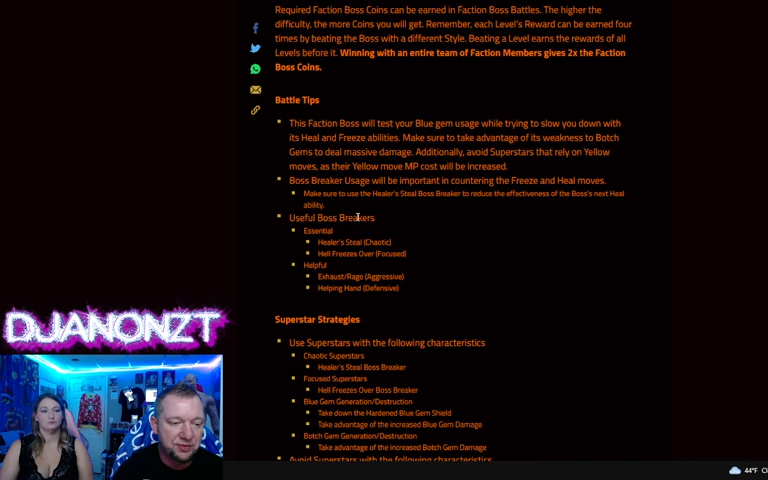 Required Faction Boss Coins can be earned in Faction Boss Battles. The higher the
difficulty, the more Coins you will get. Remember, each Level's Reward can be earned four
times by beating the Boss with a different Style. Beating a Level earns the rewards of all
Levels before it. Winning with an entire team of Faction Members gives 2x the Faction
Boss Coins.
Battle Tips
This Faction Boss will test your Blue gem usage while trying to slow you down with
its Heal and Freeze abilities. Make sure to take advantage of its weakness to Botch
Gems to deal massive damage. Additionally, avoid Superstars that rely on Yellow
moves, as their Yellow move MP cost will be increased.
Boss Breaker Usage will be important in countering the Freeze and Heal moves.
Make sure to use the Healer's Steal Boss Breaker to reduce the effectiveness of the Boss's next Heal
ability.
Useful Boss Breakers
Essential
Healer's Steal (Chaotic)
Hell Freezes Over (Focused)
Helpful
Exhaust/Rage (Aggressive)
Helping Hand (Defensive)
Superstar Strategies
Use Superstars with the following characteristics
Chaotic Superstars
Healer's Steal Boss Breaker
Focused Superstars
Hell Freezes Over Boss Breaker
Blue Gem Generation/Destruction
Take down the Hardened Blue Gem Shield
Take advantage of the increased Blue Gem Damage
Botch Gem Generation/Destruction
Take advantage of the increased Botch Gem Damage
Avoid Superstars with the following characteristics
DJANONZT
44°F Cl